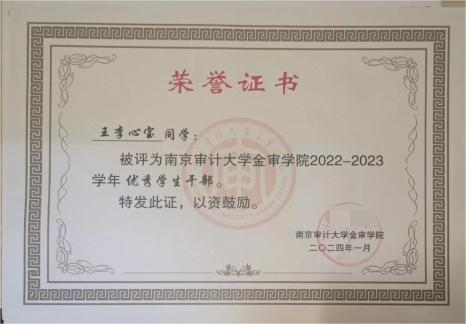 荣誉证书
王李心宝 同学：
被评为南京审计大学金审学院2022-2023
学年 优秀学生干部。
特发此证，以资鼓励。
南京审计大学金审学院
二〇二四年一月